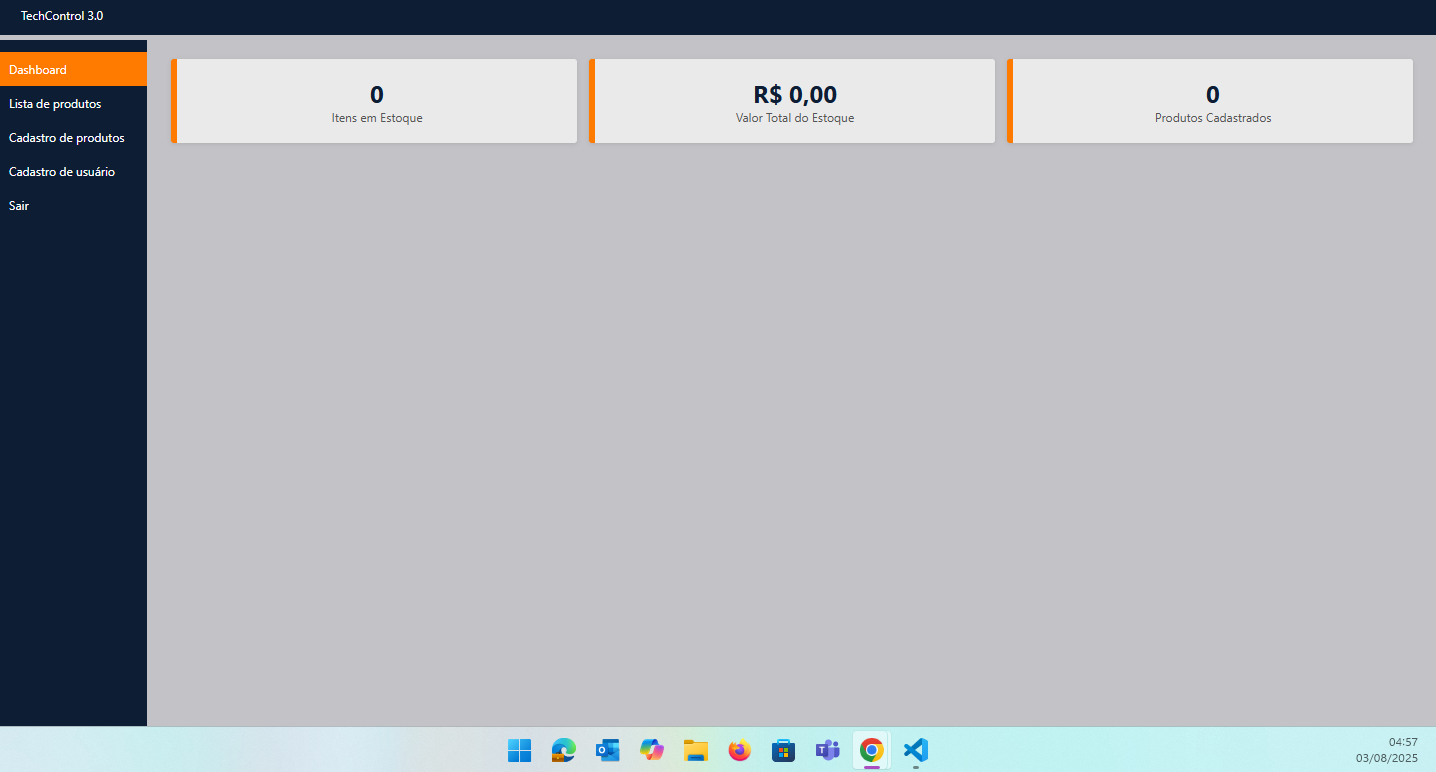 TechControl 3.0
Dashboard
Lista de produtos
Cadastro de produtos
Cadastro de usuário
Sair
0
Itens em Estoque
R$ 0,00
Valor Total do Estoque
0
Produtos Cadastrados
04:57
03/08/2025